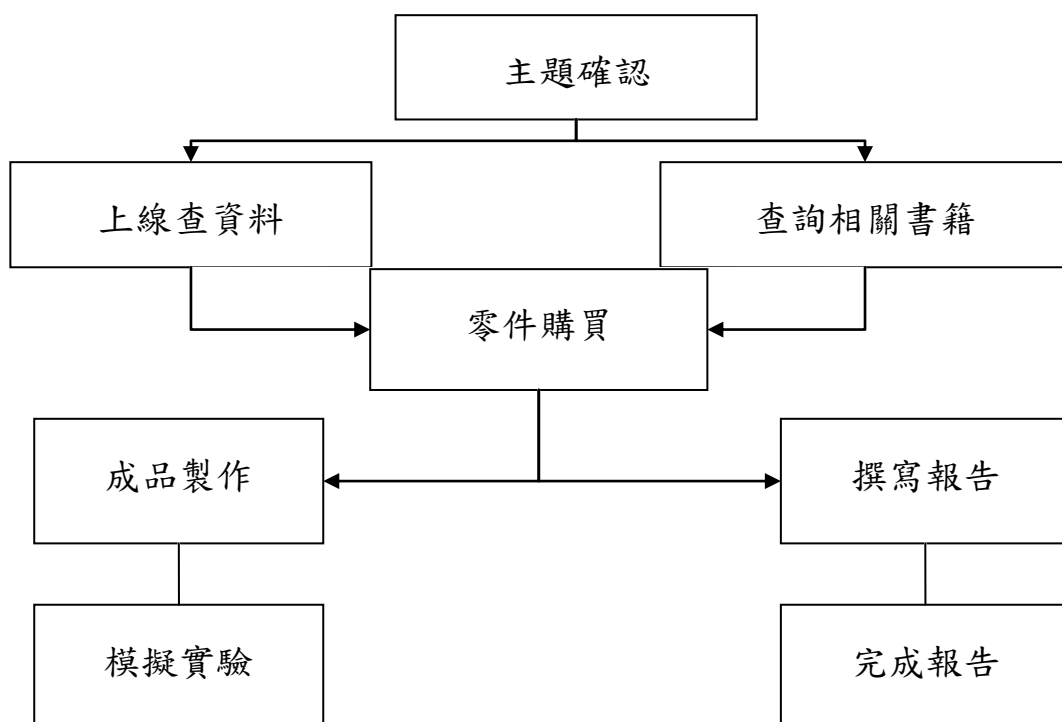 主題確認
上線查資料
查詢相關書籍
零件購買
成品製作
撰寫報告
模擬實驗
完成報告